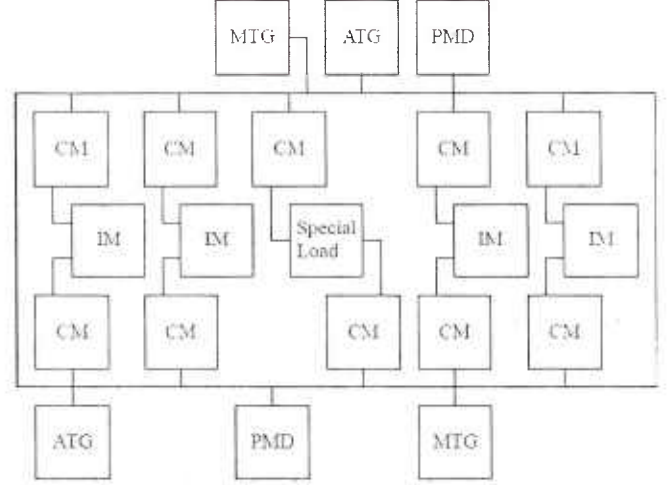 MTG ATG PMD
CM CM CM CM CM
IM IM Special Load IM IM
CM CM CM CM CM
ATG PMD MTG